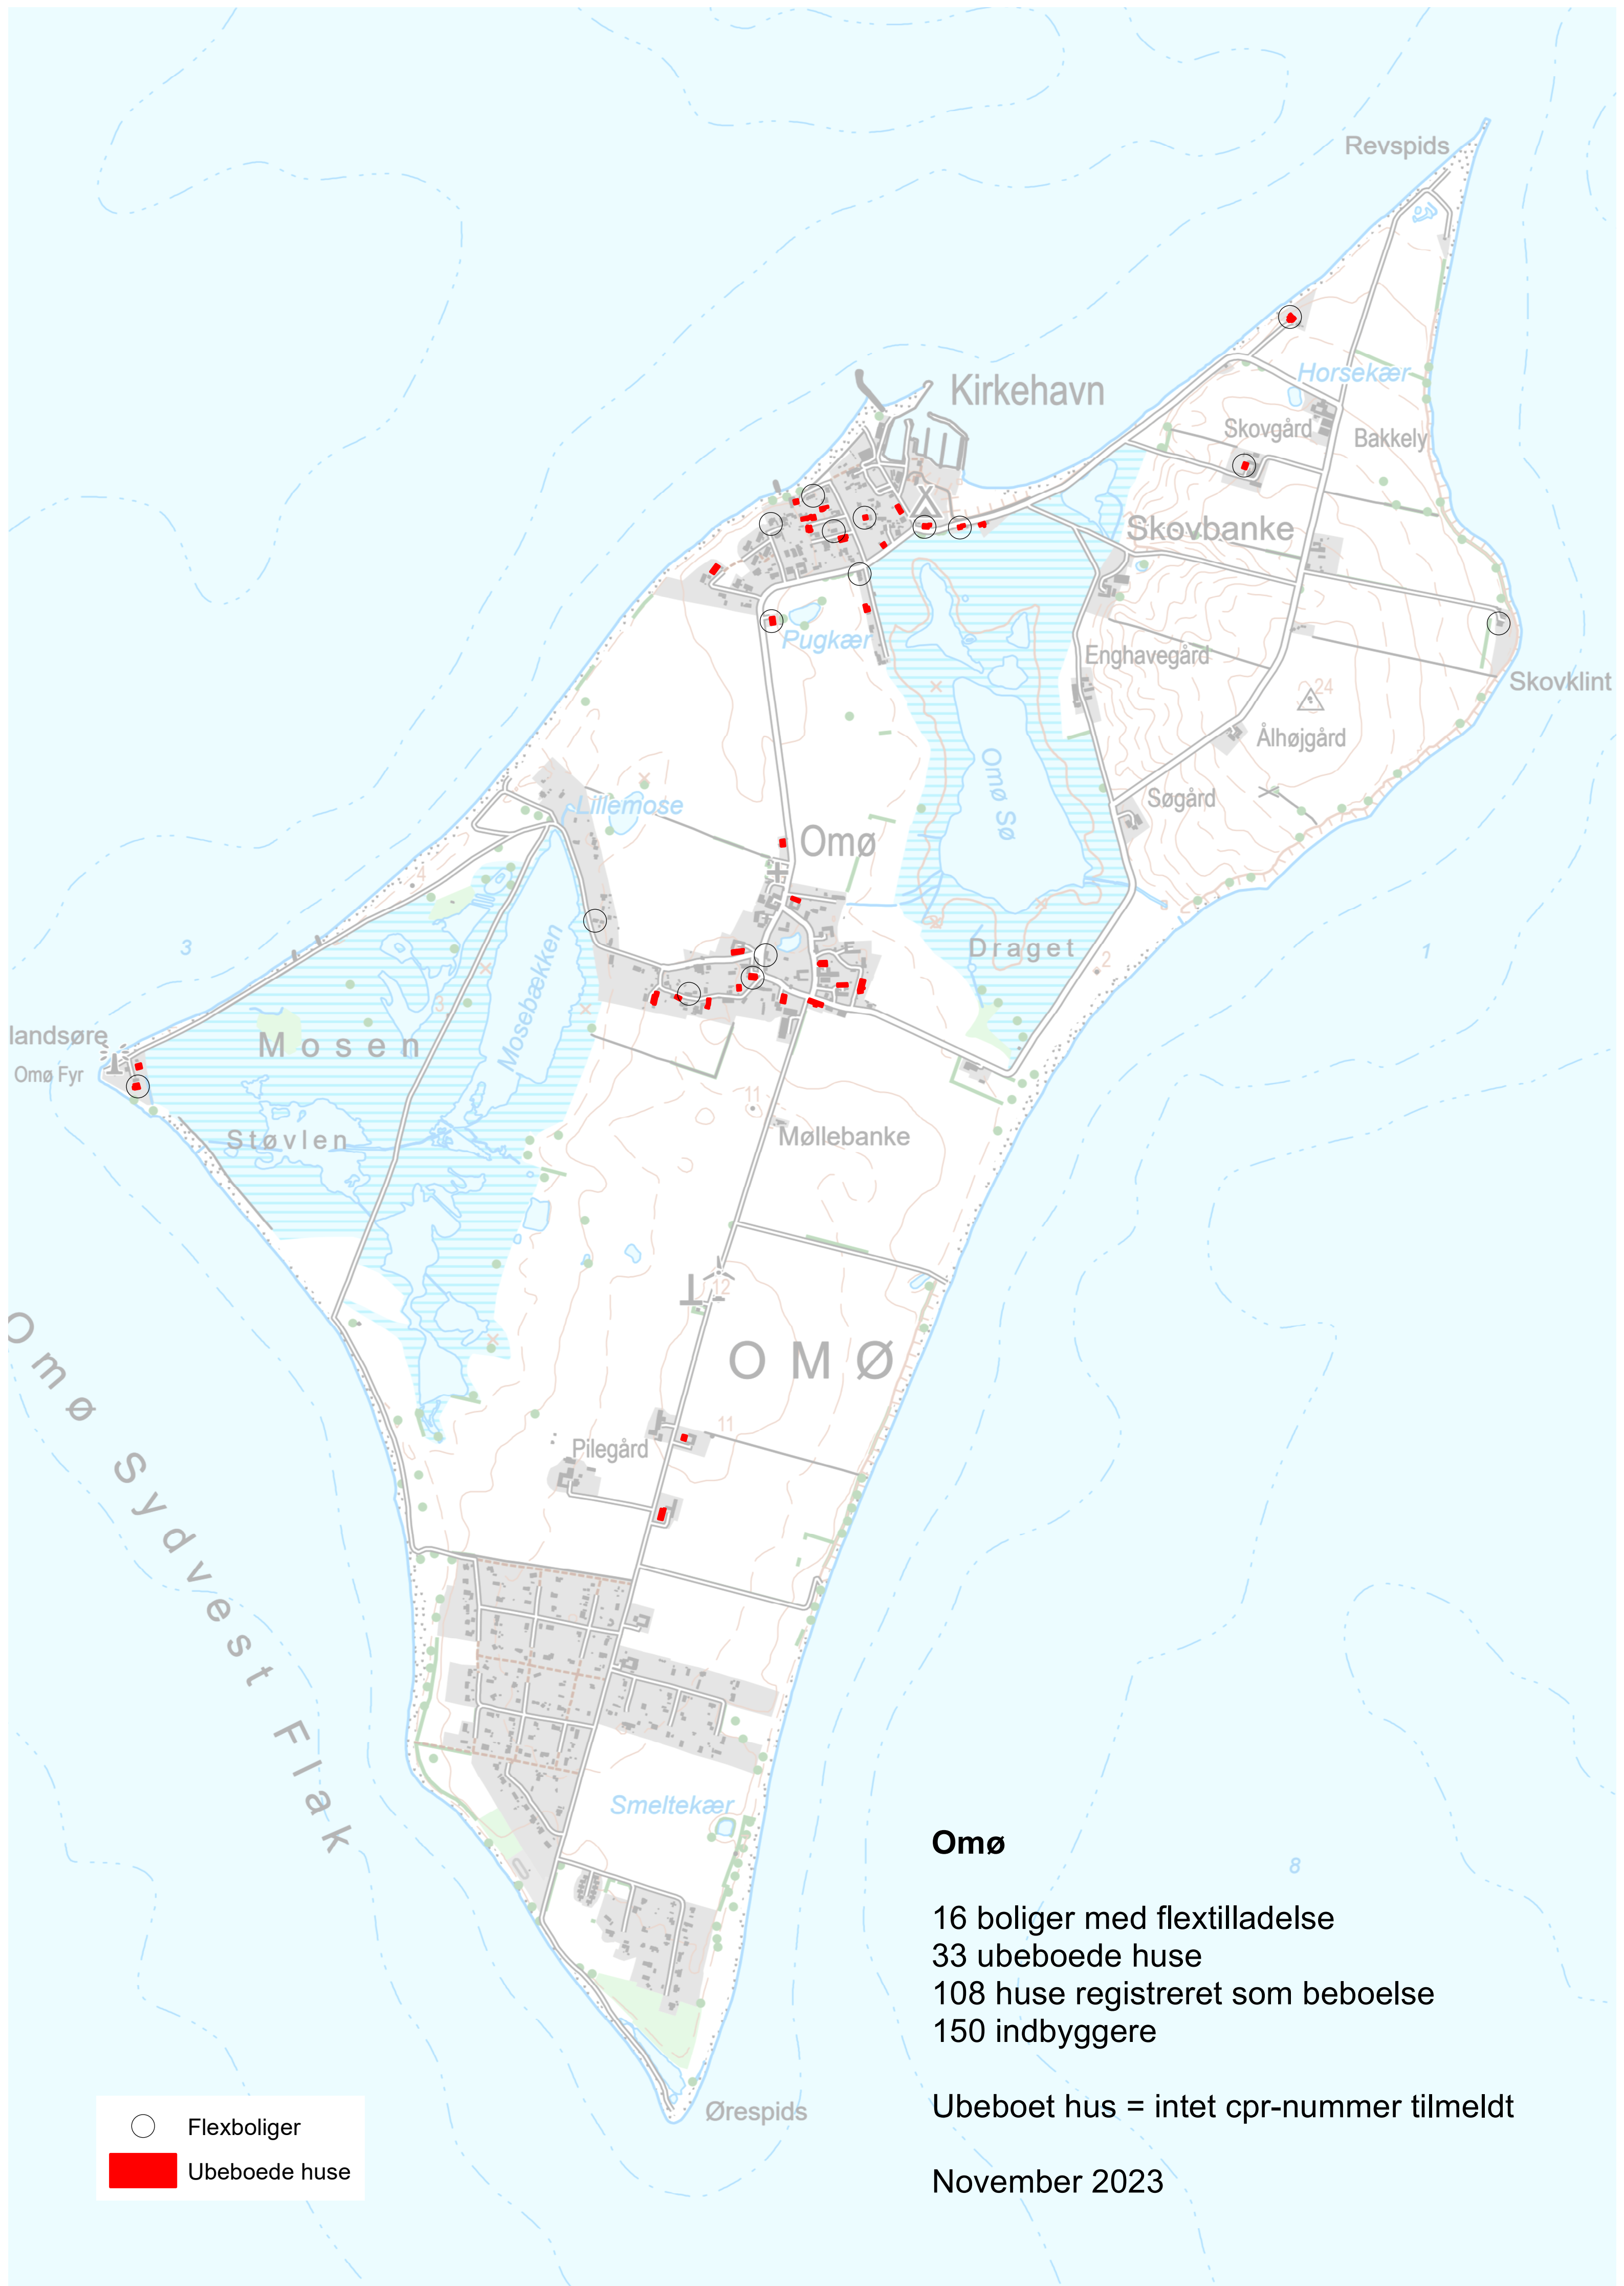 Revspids
Kirkehavn
Horsekær
Skovgård
Bakkely
Skovbanke
Pugkær
Enghavegård
Skovklint
24
Ålhøjgård
Omø Sø
Søgård
Lillemose
Omø
4
3
Draget
2
1
Mosebækken
3
landsøre
Mosen
Omø Fyr
11
Støvlen
Møllebanke
12
OMØ
Omø Sydvest Flak
11
Pilegård
Smeltekær
8
Ørespids
Omø
16 boliger med flextilladelse
33 ubeboede huse
108 huse registreret som beboelse
150 indbyggere
Ubeboet hus = intet cpr-nummer tilmeldt
November 2023
Flexboliger
Ubeboede huse